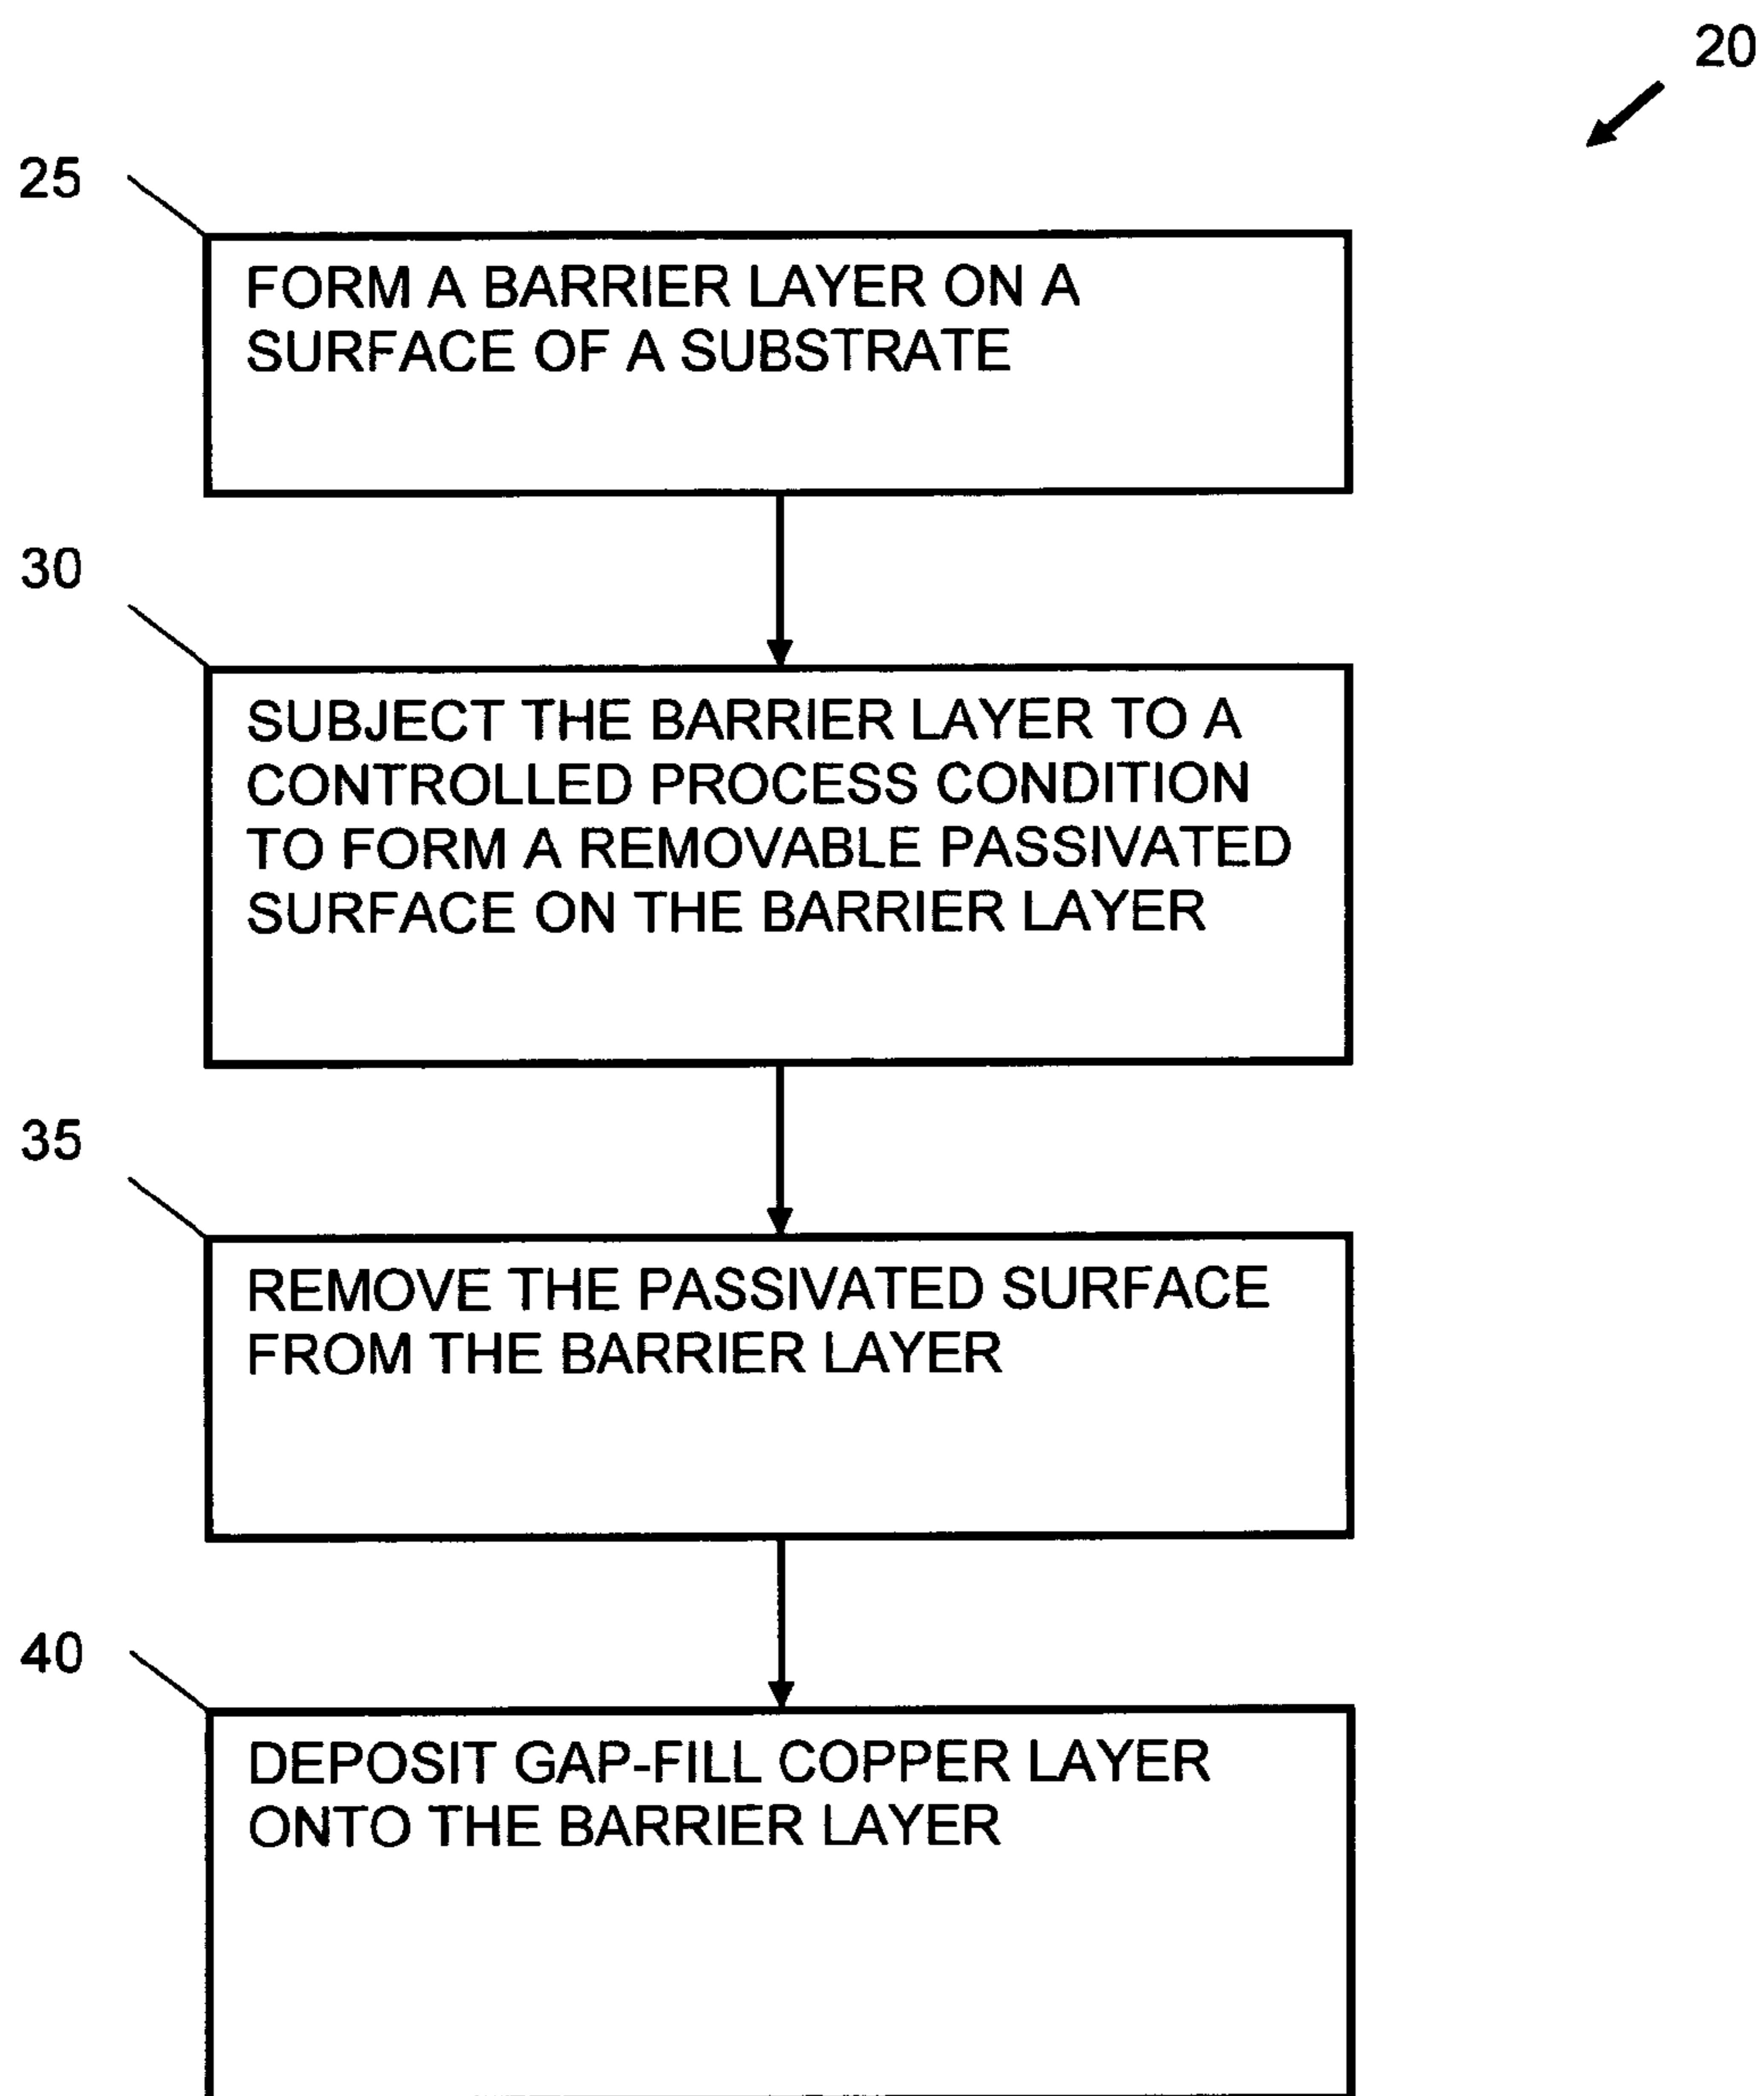 20
25
FORM A BARRIER LAYER ON A
SURFACE OF A SUBSTRATE
30
SUBJECT THE BARRIER LAYER TO A
CONTROLLED PROCESS CONDITION
TO FORM A REMOVABLE PASSIVATED
SURFACE ON THE BARRIER LAYER
35
REMOVE THE PASSIVATED SURFACE
FROM THE BARRIER LAYER
40
DEPOSIT GAP-FILL COPPER LAYER
ONTO THE BARRIER LAYER